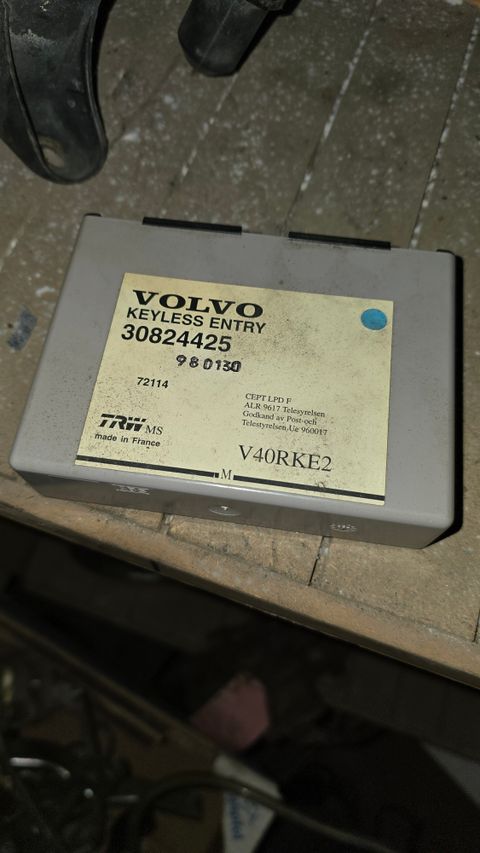 VOLVO
KEYLESS ENTRY
30824425
980130
72114
CEPT LPD F
ALR 9617 Telesyrelsen
Godkand av Post-och
Telestyrelsen,Ue 960017
TRW MS
made in France
V40RKE2
M